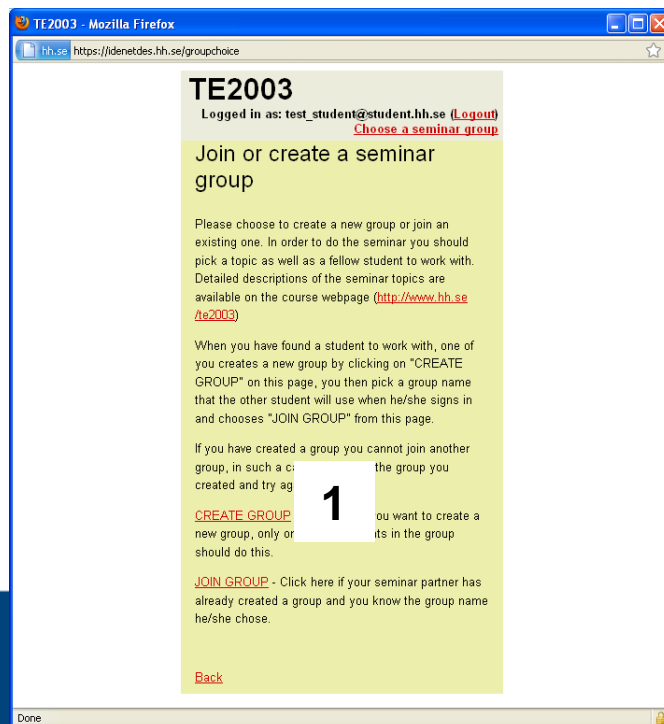 TE2003 - Mozilla Firefox
hh.se https://idenetdes.hh.se/groupchoice
TE2003
Logged in as: test_student@student.hh.se (Logout)
Choose a seminar group
Join or create a seminar
group
Please choose to create a new group or join an
existing one. In order to do the seminar you should
pick a topic as well as a fellow student to work with.
Detailed descriptions of the seminar topics are
available on the course webpage (http://www.hh.se
/te2003)
When you have found a student to work with, one of
you creates a new group by clicking on "CREATE
GROUP" on this page, you then pick a group name
that the other student will use when he/she signs in
and chooses "JOIN GROUP" from this page.
If you have created a group you cannot join another
group, in such a the group you
created and try
1
CREATE GROUP you want to create a
new group, only in the group
should do this.
JOIN GROUP - Click here if your seminar partner has
already created a group and you know the group name
he/she chose.
Back
Done